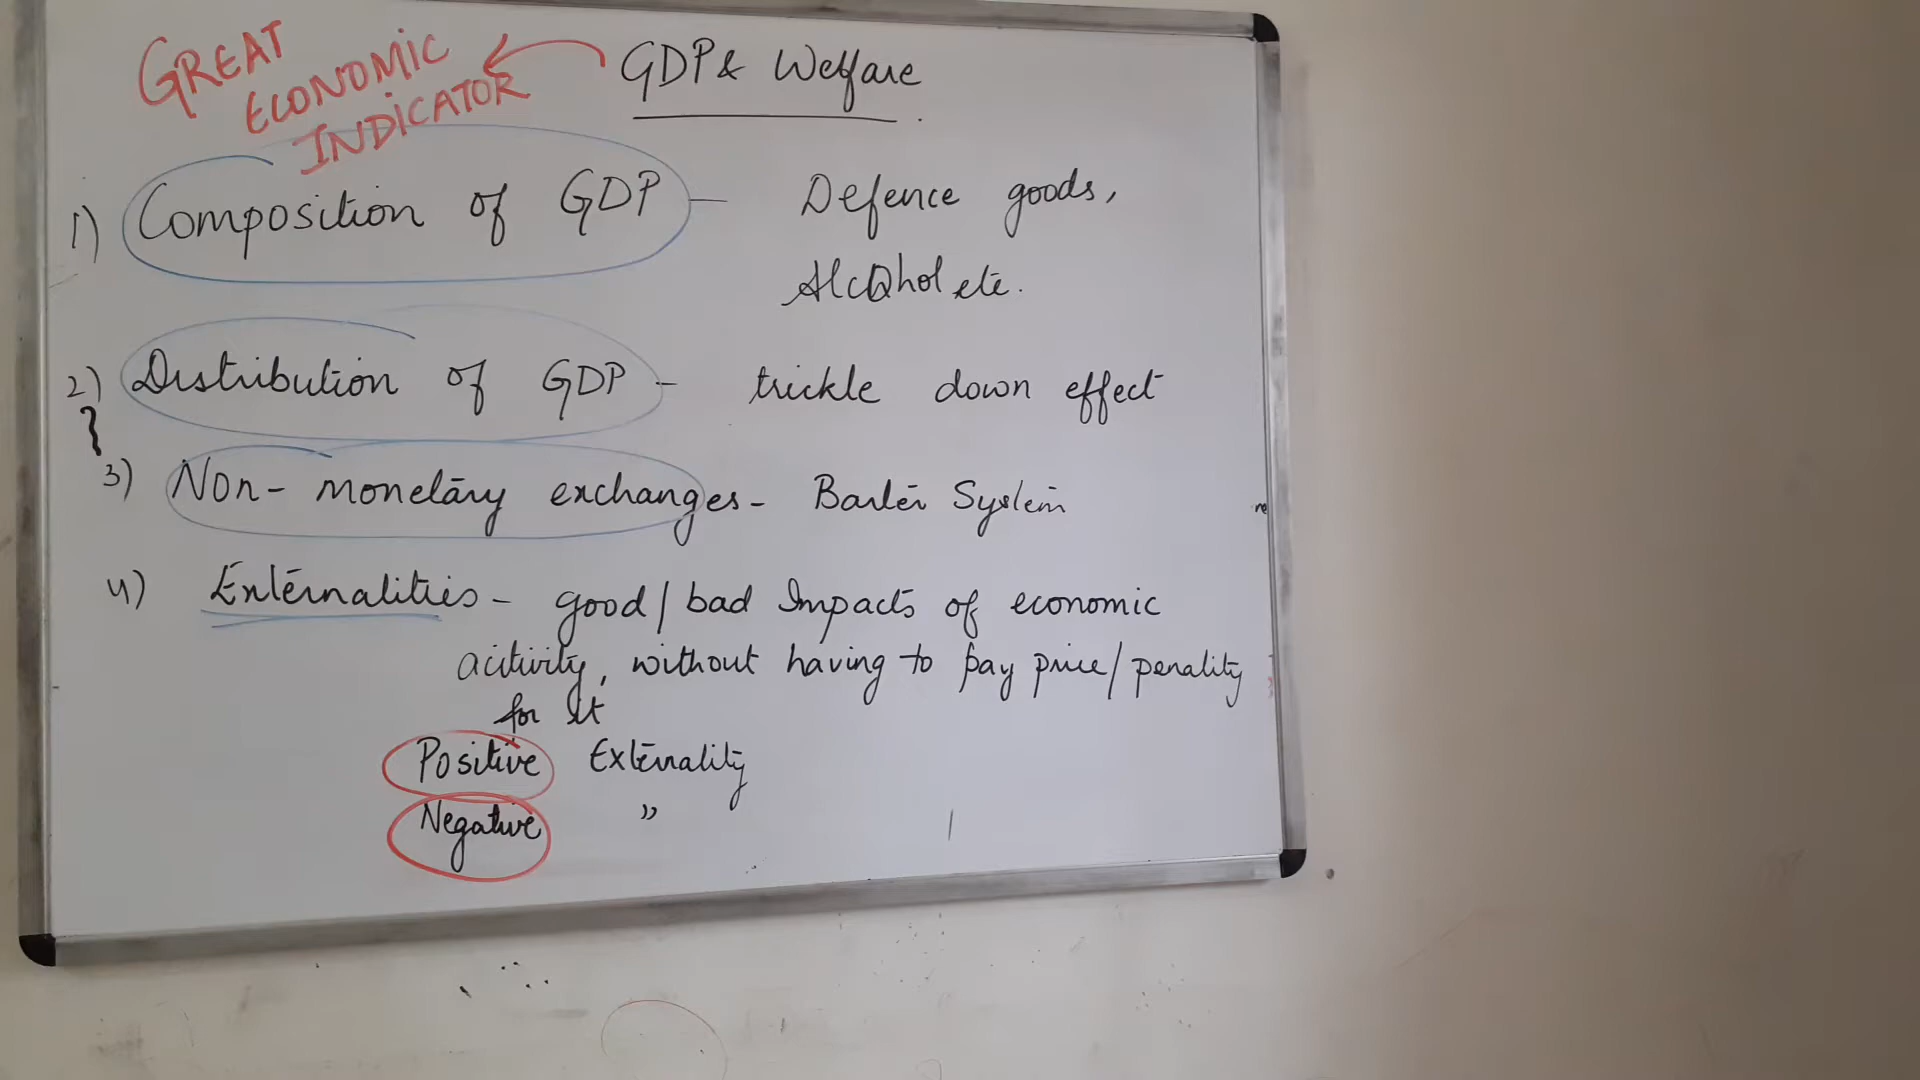 GREAT
ECONOMIC
INDICATOR
GDP & Welfare
1) Composition of GDP - Defence goods,
Alcohol etc.
2) Distribution of GDP - trickle down effect
3) Non-monetary exchanges - Barter System
4) Externalities - good/bad Impacts of economic
activity, without having to pay price/penality
for it
Positive Externality
Negative "